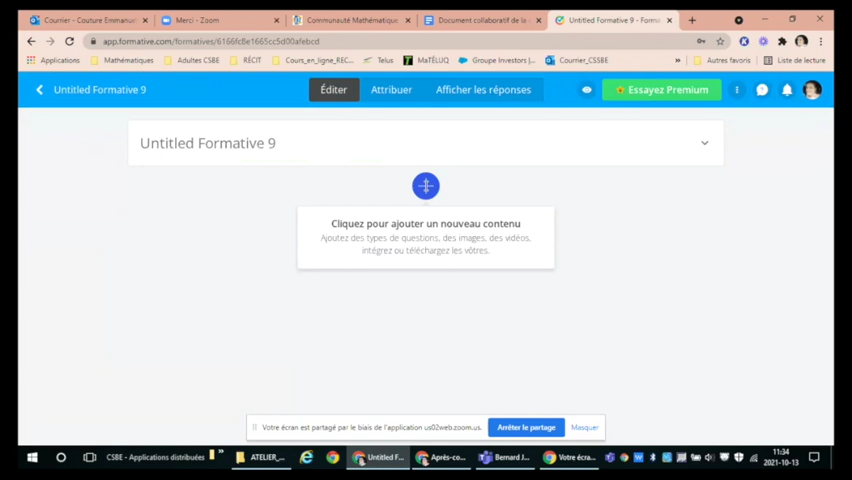 Courrier - Couture Emmanu
Merci - Zoom
Communauté Mathématique
Document collaboratif de la
Untitled Formative 9 - Form
app.formative.com/formatives/6166fc8e1665cc5d00afebcd
Applications
Mathématiques
Adultes CSBE
RÉCIT
Cours_en_ligne_REC...
Telus
MaTÉLUQ
Groupe Investors |...
Courrier_CSSBE
Autres favoris
Liste de lecture
Untitled Formative 9
Éditer
Attribuer
Afficher les réponses
Essayez Premium
Untitled Formative 9
Cliquez pour ajouter un nouveau contenu
Ajoutez des types de questions, des images, des vidéos,
intégrez ou téléchargez les vôtres.
Votre écran est partagé par le biais de l'application us02web.zoom.us.
Arrêter le partage
Masquer
CSBE - Applications distribuées
ATELIER_...
Untitled F...
Après-co...
Bernard J...
Votre écra...
11:34
2021-10-13